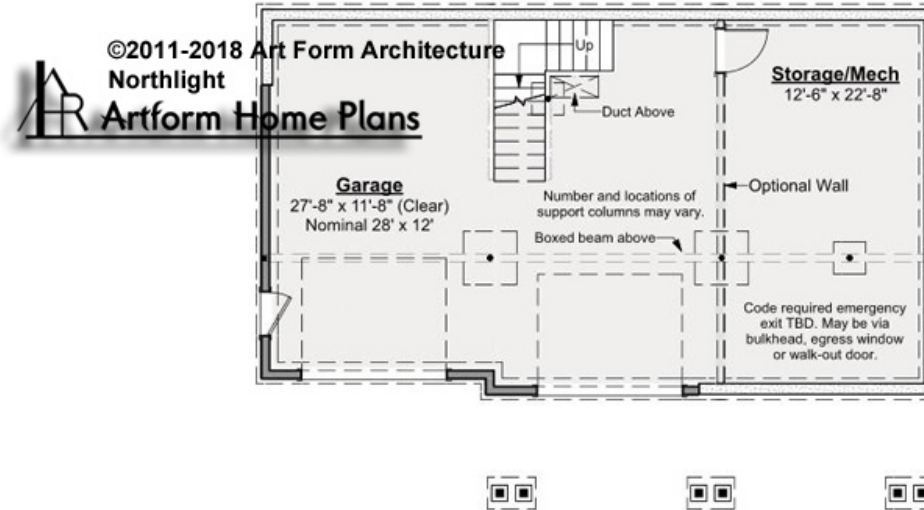 ©2011-2018 Art Form Architecture
Northlight
Artform Home Plans
Up
Storage/Mech
12'-6" x 22'-8"
Duct Above
Garage
27'-8" x 11'-8" (Clear)
Nominal 28' x 12'
Number and locations of
support columns may vary.
Optional Wall
Boxed beam above
Code required emergency
exit TBD. May be via
bulkhead, egress window
or walk-out door.